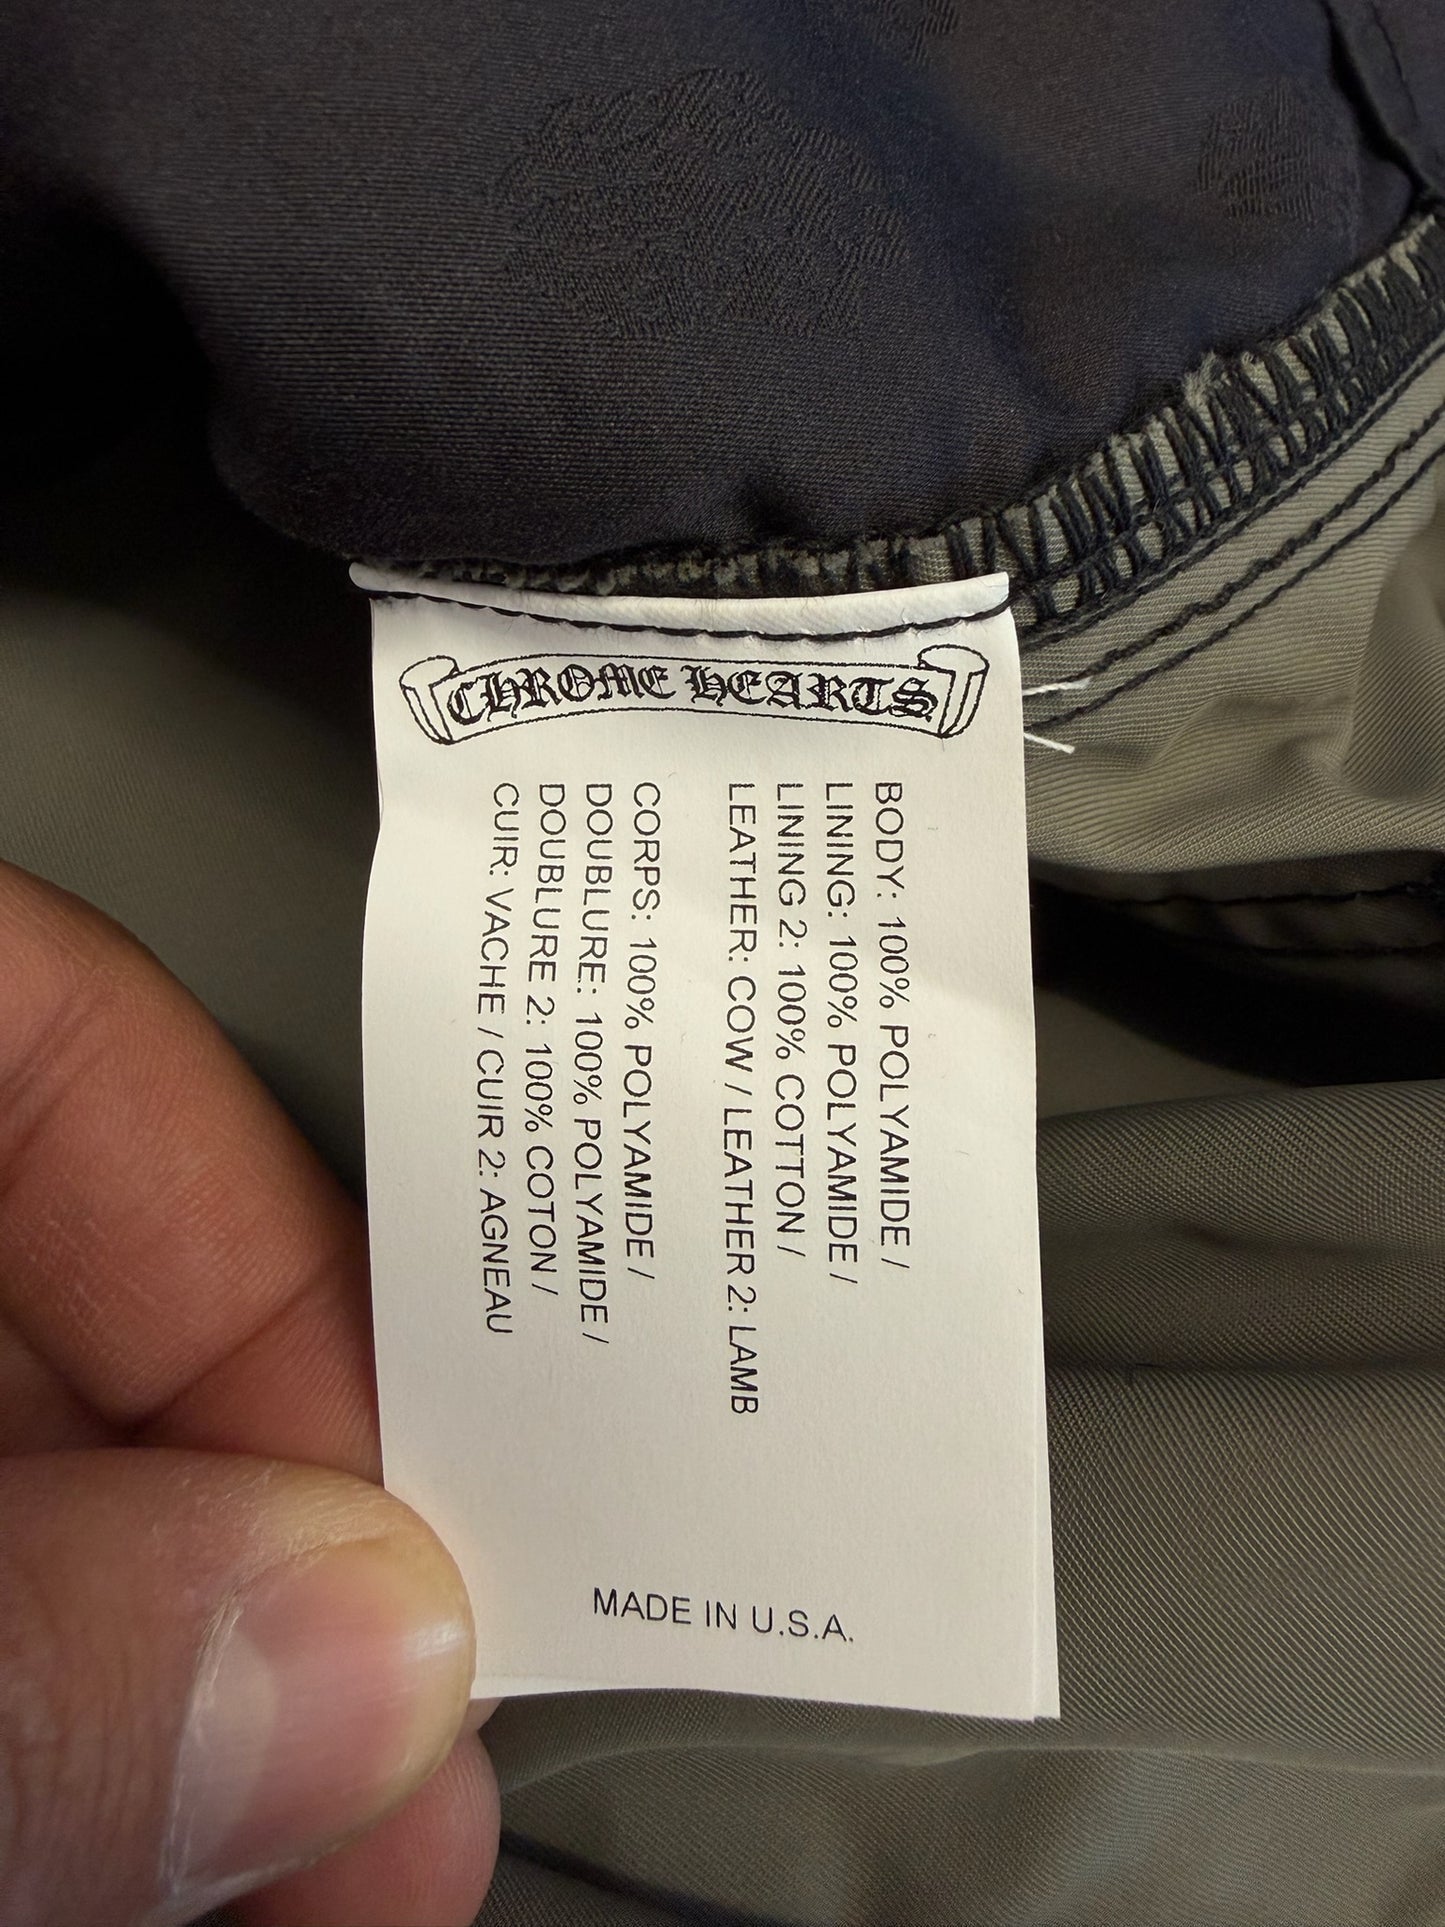 CHROME HEARTS
BODY: 100% POLYAMIDE /
LINING: 100% POLYAMIDE /
LINING 2: 100% COTTON /
LEATHER: COW / LEATHER 2: LAMB
CORPS: 100% POLYAMIDE /
DOUBLURE: 100% POLYAMIDE /
DOUBLURE 2: 100% COTON /
CUIR: VACHE / CUIR 2: AGNEAU
MADE IN U.S.A.